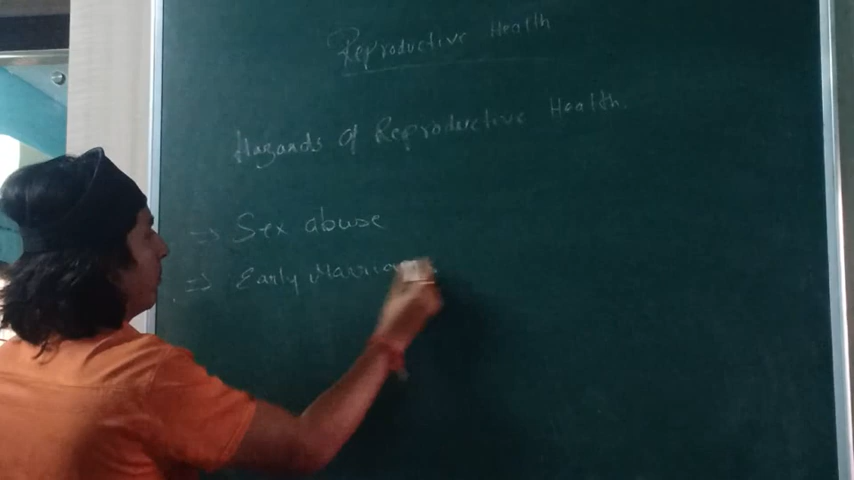 Reproductive Health
Hazards of Reproductive Health.
⇒ Sex abuse
⇒ Early